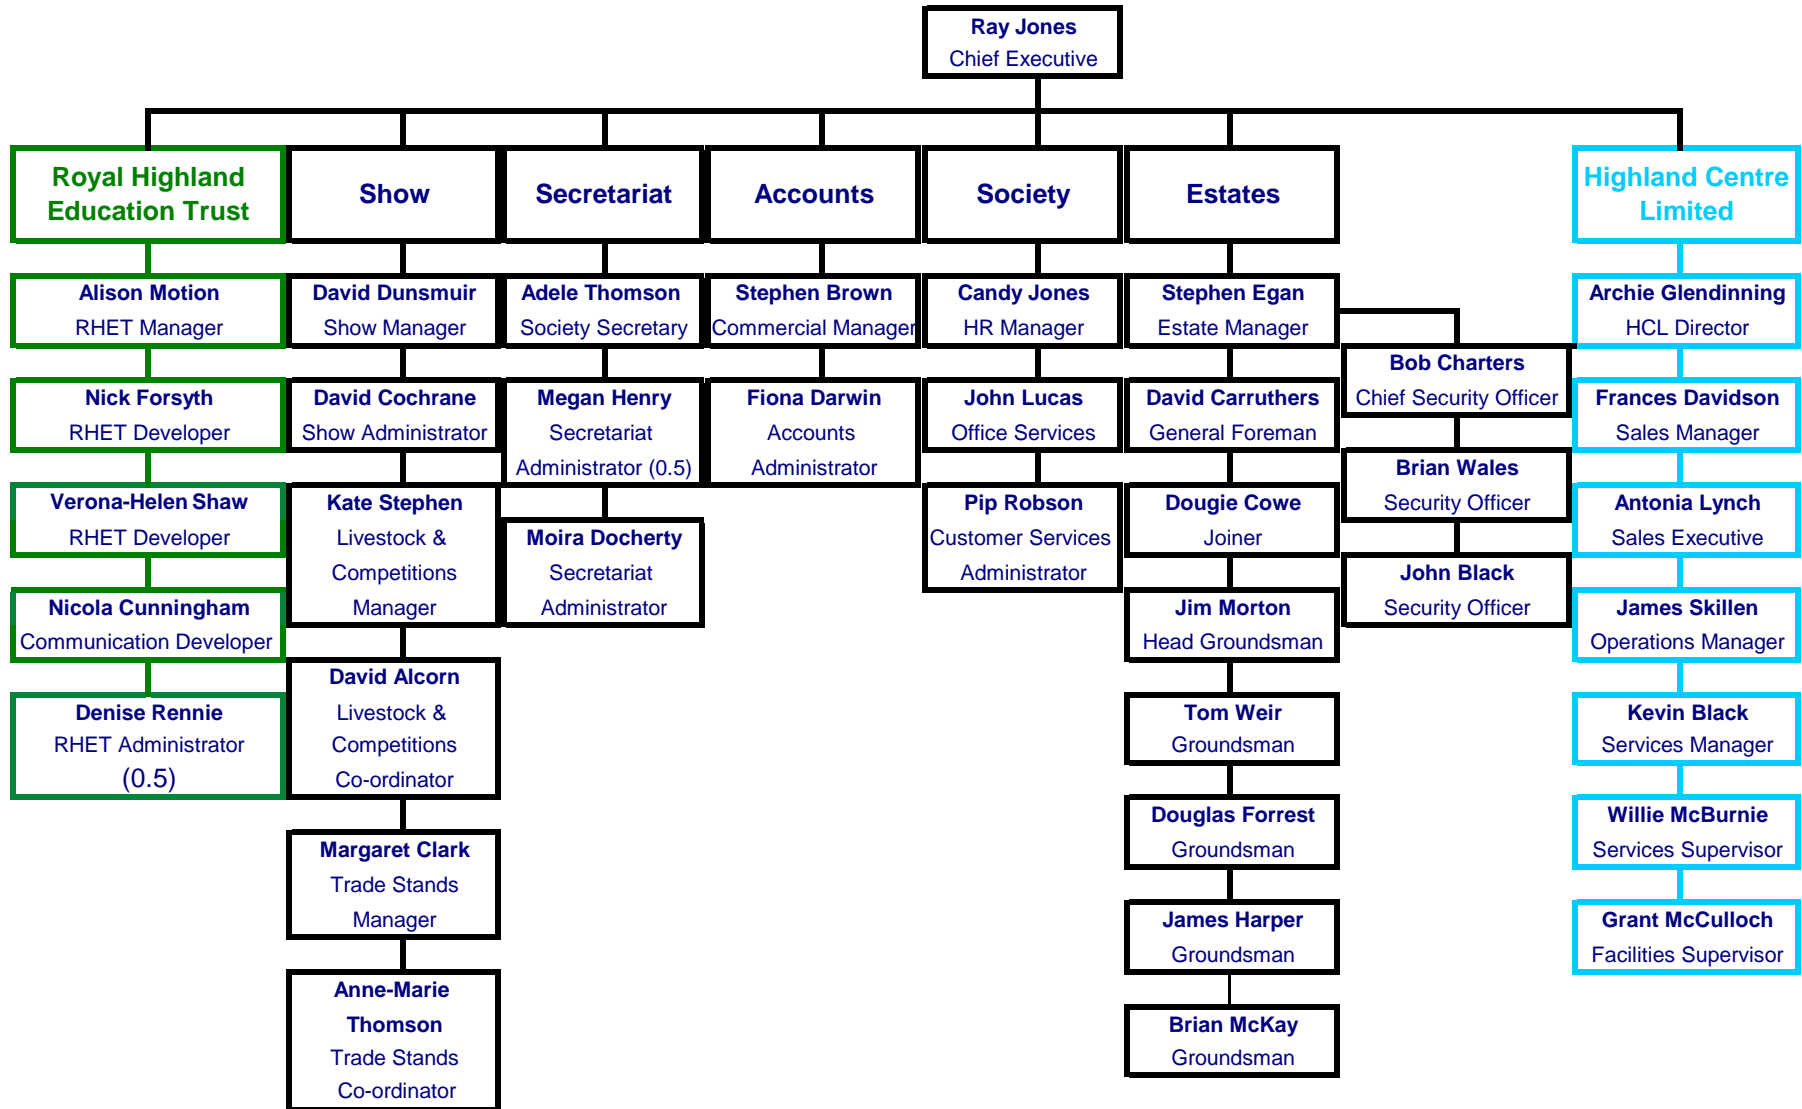 Ray Jones
Chief Executive
Royal Highland
Education Trust
Show
Secretariat
Accounts
Society
Estates
Highland Centre
Limited
Alison Motion
RHET Manager
Nick Forsyth
RHET Developer
Verona-Helen Shaw
RHET Developer
Nicola Cunningham
Communication Developer
Denise Rennie
RHET Administrator
(0.5)
David Dunsmuir
Show Manager
David Cochrane
Show Administrator
Kate Stephen
Livestock &
Competitions
Manager
David Alcorn
Livestock &
Competitions
Co-ordinator
Margaret Clark
Trade Stands
Manager
Anne-Marie
Thomson
Trade Stands
Co-ordinator
Adele Thomson
Society Secretary
Megan Henry
Secretariat
Administrator (0.5)
Moira Docherty
Secretariat
Administrator
Stephen Brown
Commercial Manager
Fiona Darwin
Accounts
Administrator
Candy Jones
HR Manager
John Lucas
Office Services
Pip Robson
Customer Services
Administrator
Stephen Egan
Estate Manager
David Carruthers
General Foreman
Dougie Cowe
Joiner
Jim Morton
Head Groundsman
Tom Weir
Groundsman
Douglas Forrest
Groundsman
James Harper
Groundsman
Brian McKay
Groundsman
Bob Charters
Chief Security Officer
Brian Wales
Security Officer
John Black
Security Officer
Archie Glendinning
HCL Director
Frances Davidson
Sales Manager
Antonia Lynch
Sales Executive
James Skillen
Operations Manager
Kevin Black
Services Manager
Willie McBurnie
Services Supervisor
Grant McCulloch
Facilities Supervisor